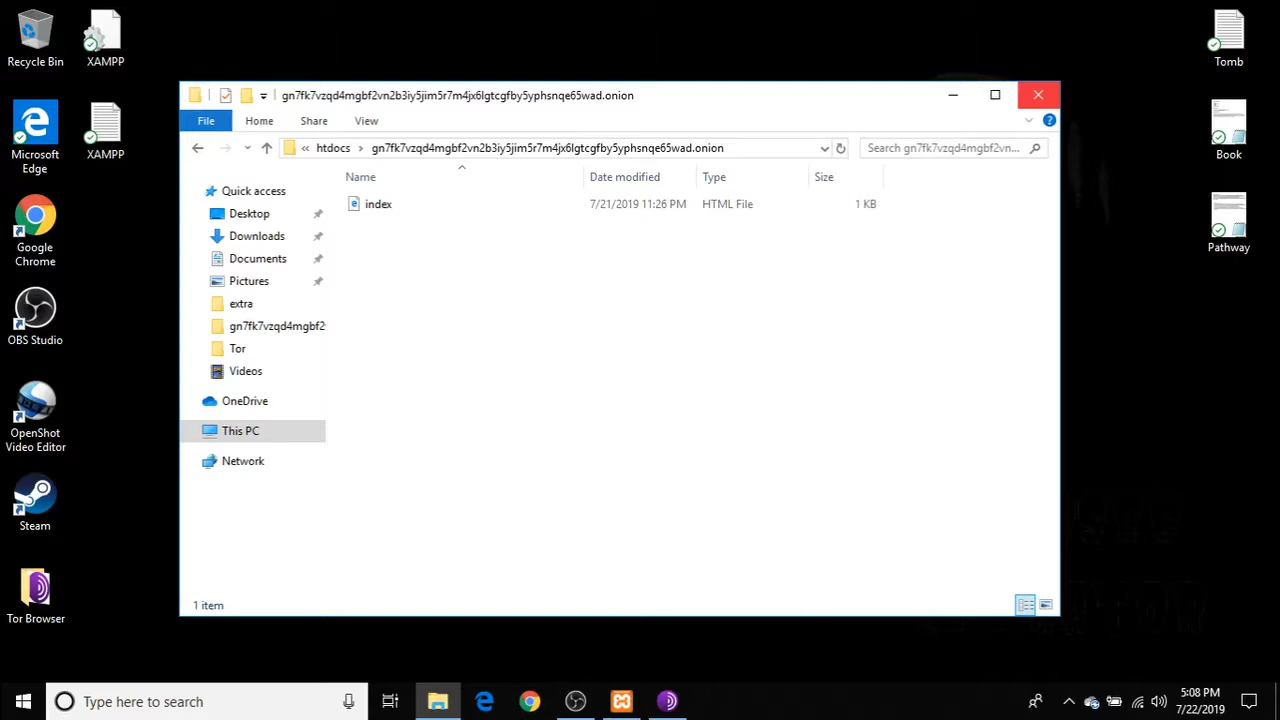 Recycle Bin
XAMPP
Microsoft
Edge
XAMPP
Google
Chrome
OBS Studio
OpenShot
Video Editor
Steam
Tor Browser
gn7fk7vzqd4mgbf2vn2b3iy5jim5r7m4jx6lgtcgfby5yphsnqe65wad.onion
File Home Share View
htdocs gn7fk7vzqd4mgbf2vn2b3iy5jim5r7m4jx6lgtcgfby5yphsnqe65wad.onion
Search gn7fk7vzqd4mgbf2vn...
Name Date modified Type Size
index 7/21/2019 11:26 PM HTML File 1 KB
Quick access
Desktop
Downloads
Documents
Pictures
extra
gn7fk7vzqd4mgbf2
Tor
Videos
OneDrive
This PC
Network
1 item
Tomb
Book
Pathway
Type here to search
5:08 PM
7/22/2019